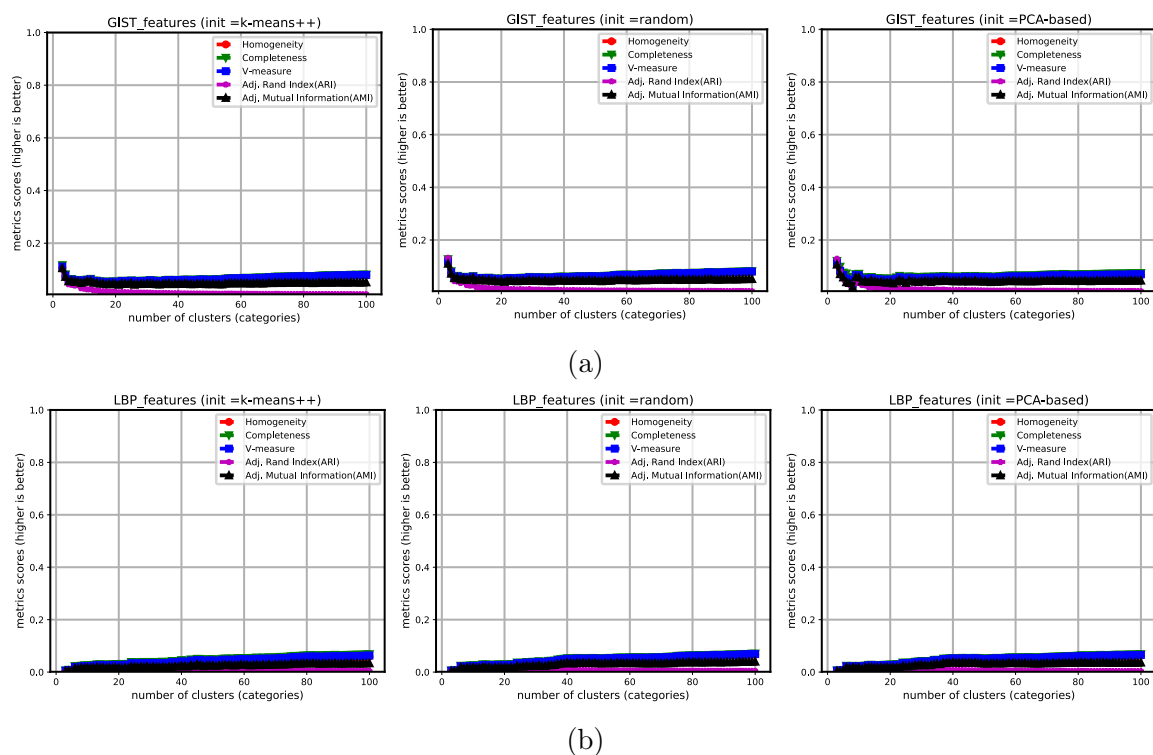 GIST_features (init =k-means++)
metrics scores (higher is better)
1.0
0.8
0.6
0.4
0.2
Homogeneity
Completeness
V-measure
Adj. Rand Index(ARI)
Adj. Mutual Information(AMI)
0 20 40 60 80 100
number of clusters (categories)
GIST_features (init =random)
metrics scores (higher is better)
1.0
0.8
0.6
0.4
0.2
Homogeneity
Completeness
V-measure
Adj. Rand Index(ARI)
Adj. Mutual Information(AMI)
0 20 40 60 80 100
number of clusters (categories)
GIST_features (init =PCA-based)
metrics scores (higher is better)
1.0
0.8
0.6
0.4
0.2
Homogeneity
Completeness
V-measure
Adj. Rand Index(ARI)
Adj. Mutual Information(AMI)
0 20 40 60 80 100
number of clusters (categories)
(a)
LBP_features (init =k-means++)
metrics scores (higher is better)
1.0
0.8
0.6
0.4
0.2
0.0
Homogeneity
Completeness
V-measure
Adj. Rand Index(ARI)
Adj. Mutual Information(AMI)
0 20 40 60 80 100
number of clusters (categories)
LBP_features (init =random)
metrics scores (higher is better)
1.0
0.8
0.6
0.4
0.2
0.0
Homogeneity
Completeness
V-measure
Adj. Rand Index(ARI)
Adj. Mutual Information(AMI)
0 20 40 60 80 100
number of clusters (categories)
LBP_features (init =PCA-based)
metrics scores (higher is better)
1.0
0.8
0.6
0.4
0.2
0.0
Homogeneity
Completeness
V-measure
Adj. Rand Index(ARI)
Adj. Mutual Information(AMI)
0 20 40 60 80 100
number of clusters (categories)
(b)